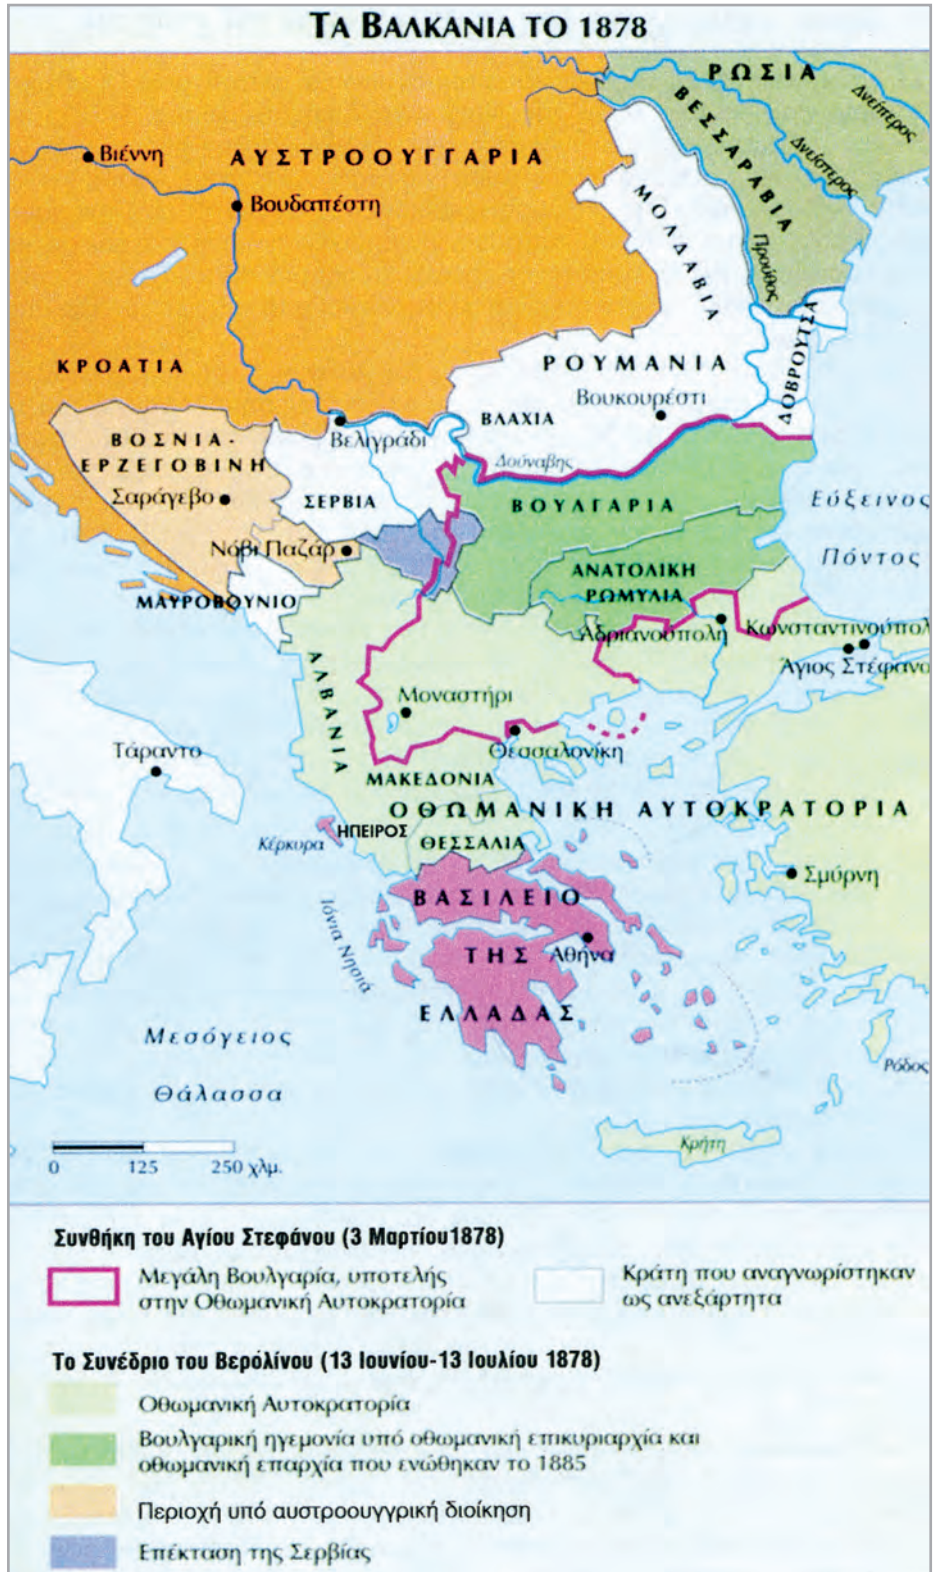 ΤΑ ΒΑΛΚΑΝΙΑ ΤΟ 1878
ΡΩΣΙΑ
Δνείπερος
ΒΕΣΣΑΡΑΒΙΑ
Δνείστερος
Βιέννη
ΑΥΣΤΡΟΟΥΓΓΑΡΙΑ
Βουδαπέστη
ΜΟΛΔΑΒΙΑ
Προύθος
ΚΡΟΑΤΙΑ
ΡΟΥΜΑΝΙΑ
ΔΟΒΡΟΥΤΣΑ
Βουκουρέστι
ΒΛΑΧΙΑ
Βελιγράδι
ΒΟΣΝΙΑ-
ΕΡΖΕΓΟΒΙΝΗ
Δούναβης
Σαράγεβο
ΣΕΡΒΙΑ
ΒΟΥΛΓΑΡΙΑ
Εύξεινος
Πόντος
Νόβι Παζάρ
ΑΝΑΤΟΛΙΚΗ
ΡΩΜΥΛΙΑ
ΜΑΥΡΟΒΟΥΝΙΟ
Αδριανούπολη
Κωνσταντινούπολ
Άγιος Στέφανο
ΑΛΒΑΝΙΑ
Μοναστήρι
Θεσσαλονίκη
Τάραντο
ΜΑΚΕΔΟΝΙΑ
ΟΘΩΜΑΝΙΚΗ ΑΥΤΟΚΡΑΤΟΡΙΑ
ΗΠΕΙΡΟΣ
Κέρκυρα
ΘΕΣΣΑΛΙΑ
Σμύρνη
ΒΑΣΙΛΕΙΟ
ΤΗΣ
Αθήνα
ΕΛΛΑΔΑΣ
Ιόνια Νησιά
Μεσόγειος
Θάλασσα
Ρόδος
Κρήτη
0 125 250 χλμ.
Συνθήκη του Αγίου Στεφάνου (3 Μαρτίου1878)
Μεγάλη Βουλγαρία, υποτελής
στην Οθωμανική Αυτοκρατορία
Κράτη που αναγνωρίστηκαν
ως ανεξάρτητα
Το Συνέδριο του Βερολίνου (13 Ιουνίου-13 Ιουλίου 1878)
Οθωμανική Αυτοκρατορία
Βουλγαρική ηγεμονία υπό οθωμανική επικυριαρχία και
οθωμανική επαρχία που ενώθηκαν το 1885
Περιοχή υπό αυστροουγγρική διοίκηση
Επέκταση της Σερβίας